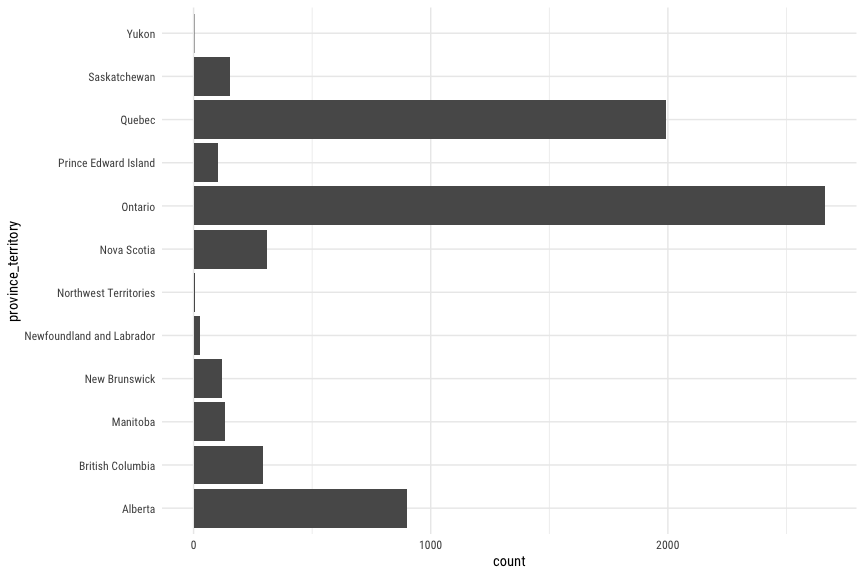 Yukon
Saskatchewan
Quebec
Prince Edward Island
Ontario
Nova Scotia
Northwest Territories
Newfoundland and Labrador
New Brunswick
Manitoba
British Columbia
Alberta
province_territory
0 1000 2000
count